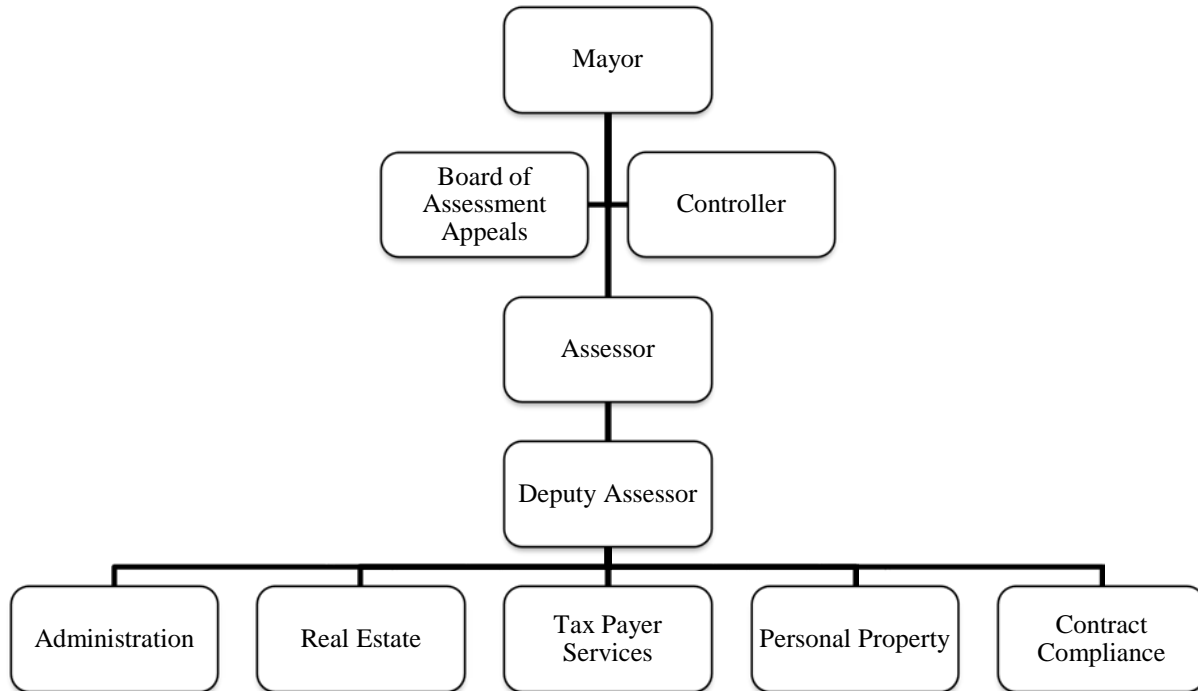 Mayor
Board of
Assessment
Appeals
Controller
Assessor
Deputy Assessor
Administration
Real Estate
Tax Payer
Services
Personal Property
Contract
Compliance